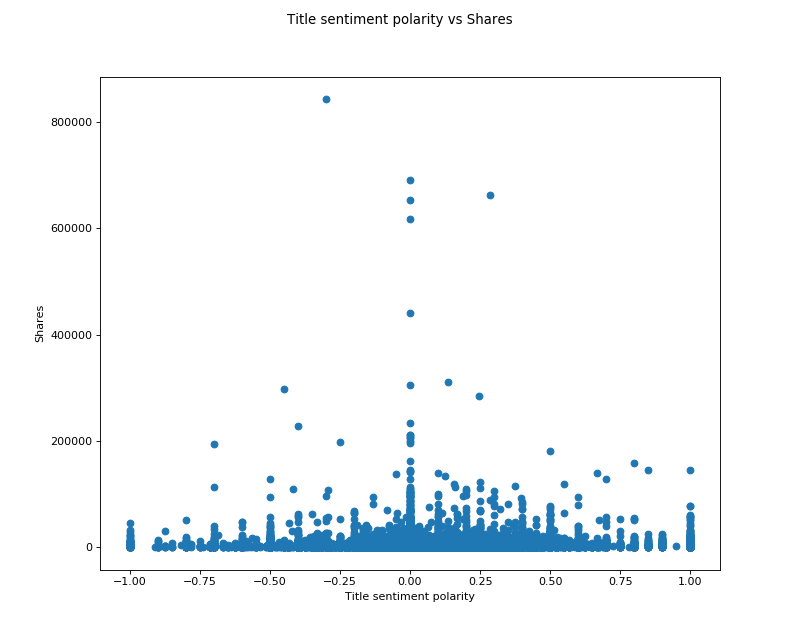 Title sentiment polarity vs Shares
800000
600000
400000
200000
0
Shares
−1.00 −0.75 −0.50 −0.25 0.00 0.25 0.50 0.75 1.00
Title sentiment polarity